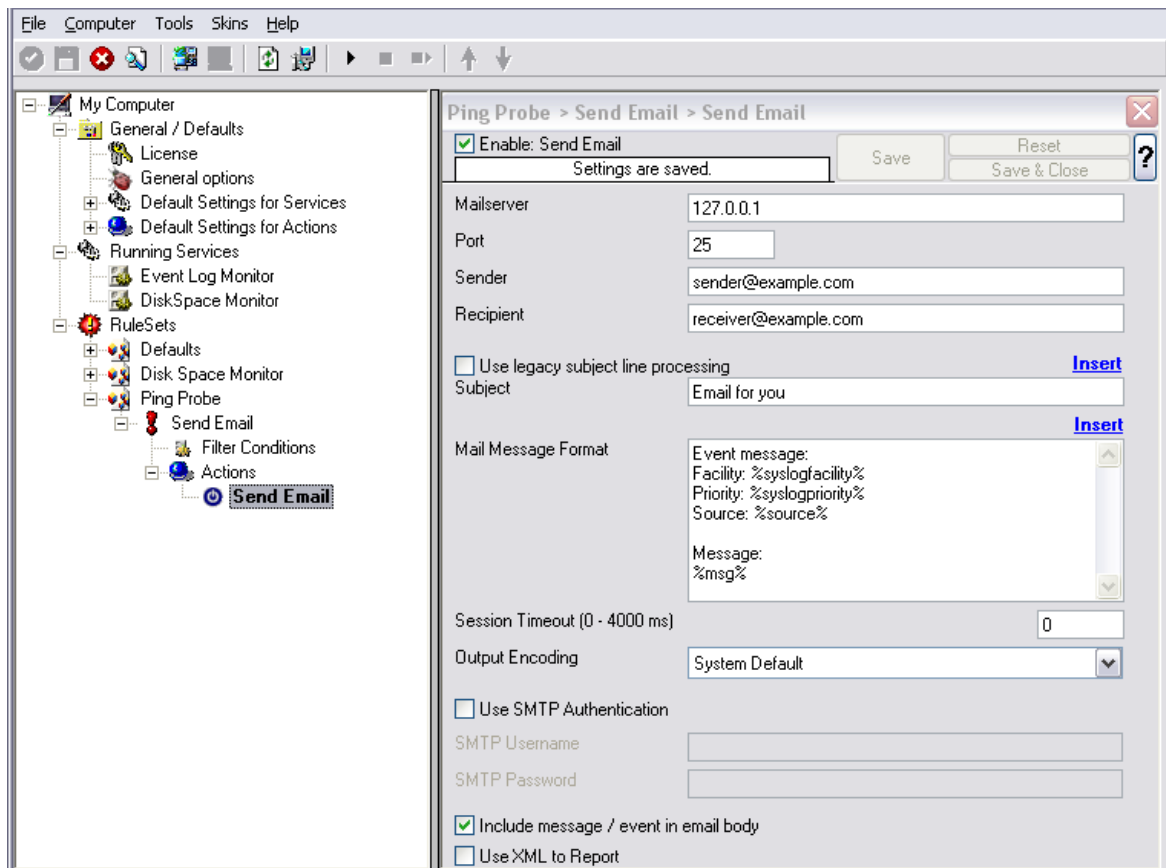 File Computer Tools Skins Help
My Computer
General / Defaults
License
General options
Default Settings for Services
Default Settings for Actions
Running Services
Event Log Monitor
DiskSpace Monitor
RuleSets
Defaults
Disk Space Monitor
Ping Probe
Send Email
Filter Conditions
Actions
Send Email
Ping Probe > Send Email > Send Email
Enable: Send Email
Settings are saved.
Save
Reset
Save & Close
?
Mailserver 127.0.0.1
Port 25
Sender sender@example.com
Recipient receiver@example.com
Use legacy subject line processing Insert
Subject Email for you
Insert
Mail Message Format Event message:
Facility: %syslogfacility%
Priority: %syslogpriority%
Source: %source%
Message:
%msg%
Session Timeout (0 - 4000 ms) 0
Output Encoding System Default
Use SMTP Authentication
SMTP Username
SMTP Password
Include message / event in email body
Use XML to Report